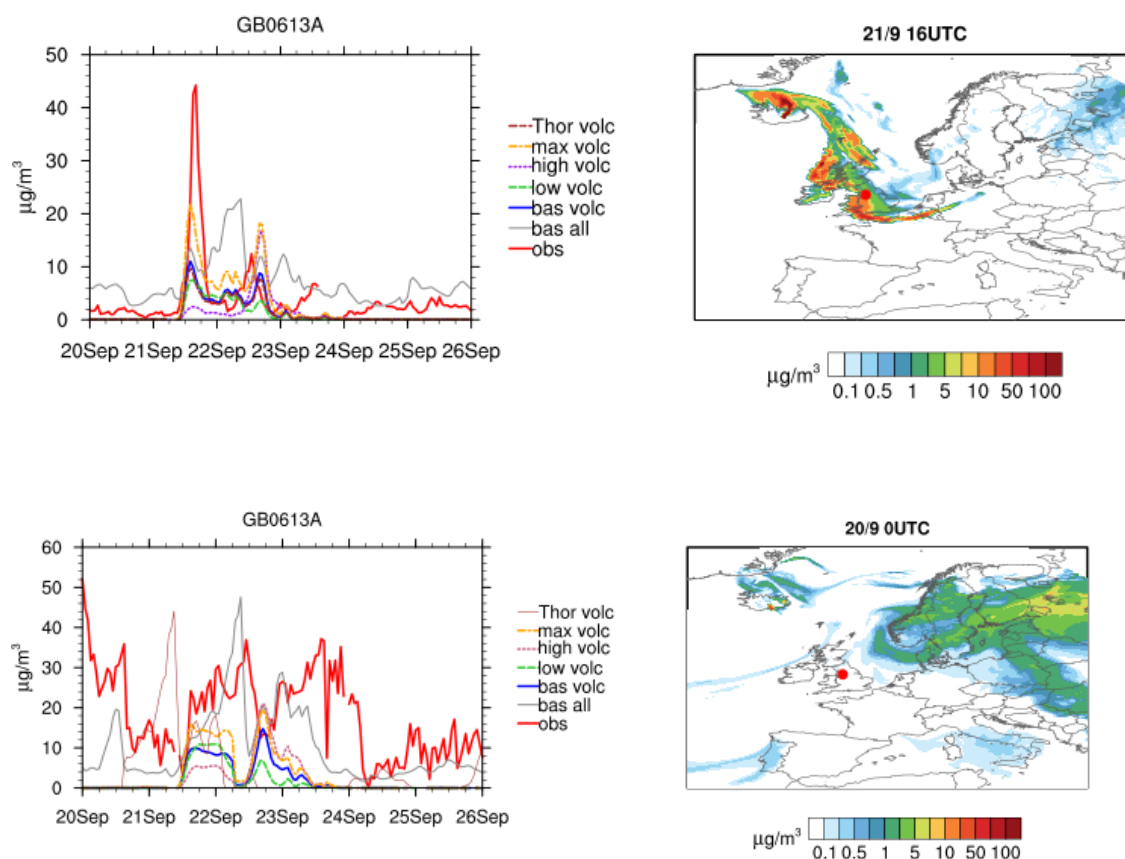 GB0613A
50
40
30
20
10
0
µg/m³
20Sep 21Sep 22Sep 23Sep 24Sep 25Sep 26Sep
Thor volc
max volc
high volc
low volc
bas volc
bas all
obs
21/9 16UTC
µg/m³
0.1 0.5 1 5 10 50 100
GB0613A
60
50
40
30
20
10
0
µg/m³
20Sep 21Sep 22Sep 23Sep 24Sep 25Sep 26Sep
Thor volc
max volc
high volc
low volc
bas volc
bas all
obs
20/9 0UTC
µg/m³
0.1 0.5 1 5 10 50 100